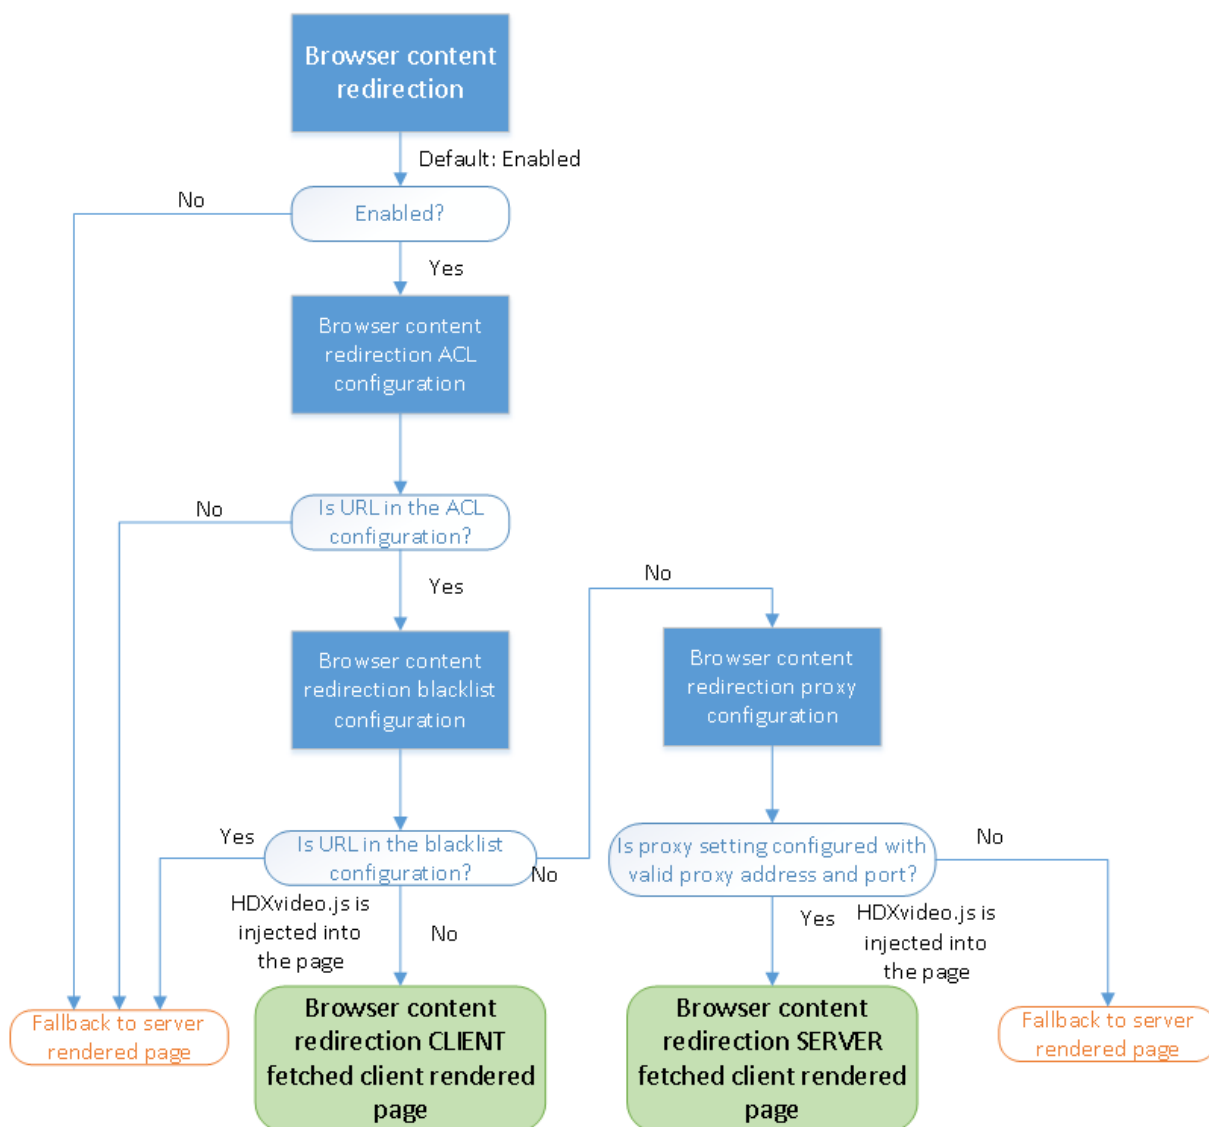 Browser content
redirection
Default: Enabled
No
Enabled?
Yes
Browser content
redirection ACL
configuration
No
Is URL in the ACL
configuration?
Yes
No
Browser content
redirection blacklist
configuration
Browser content
redirection proxy
configuration
Yes
Is URL in the blacklist
configuration?
No
Is proxy setting configured with
valid proxy address and port?
No
HDXvideo.js is
injected into
the page
No
Yes
HDXvideo.js is
injected into
the page
Fallback to server
rendered page
Browser content
redirection CLIENT
fetched client rendered
page
Browser content
redirection SERVER
fetched client rendered
page
Fallback to server
rendered page